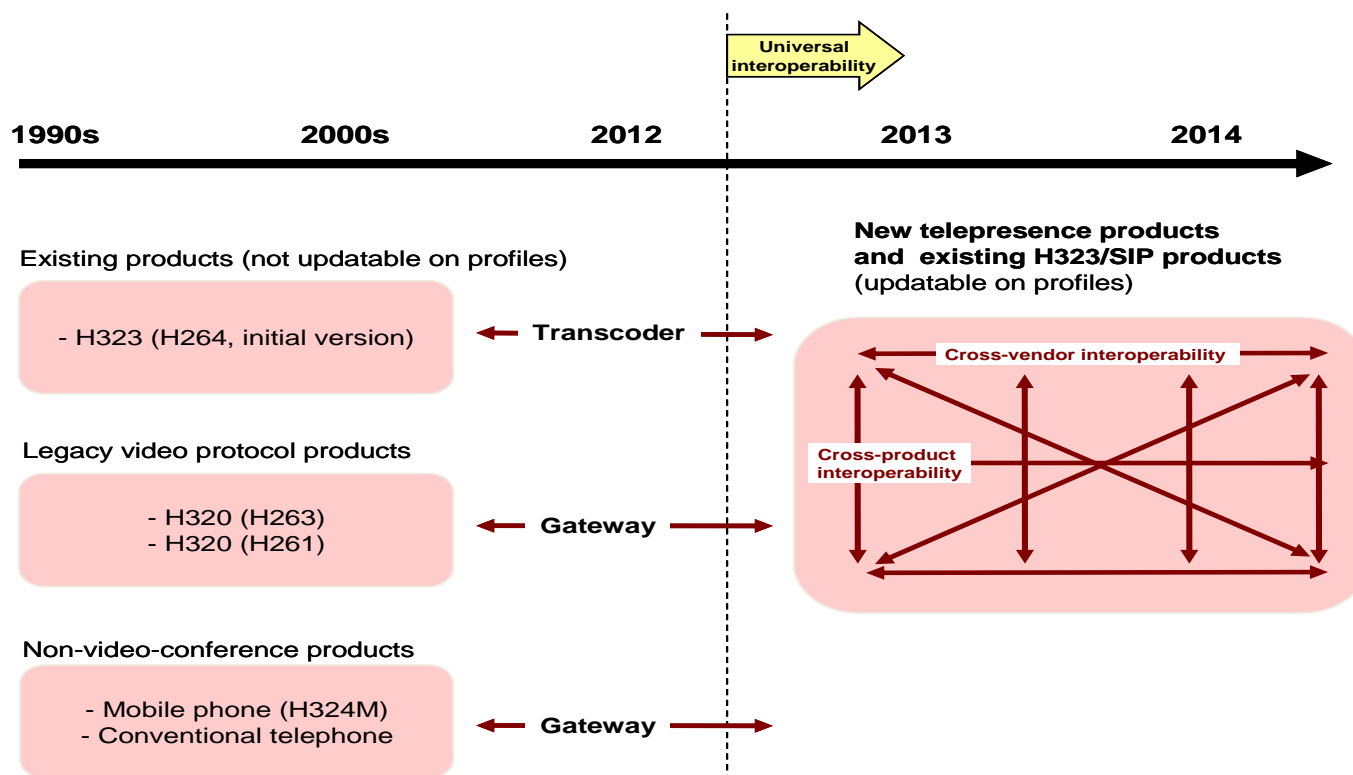 Universal
interoperability
1990s 2000s 2012 2013 2014
New telepresence products
and existing H323/SIP products
(updatable on profiles)
Existing products (not updatable on profiles)
- H323 (H264, initial version)
Transcoder
Cross-vendor interoperability
Cross-product
interoperability
Legacy video protocol products
- H320 (H263)
- H320 (H261)
Gateway
Non-video-conference products
- Mobile phone (H324M)
- Conventional telephone
Gateway